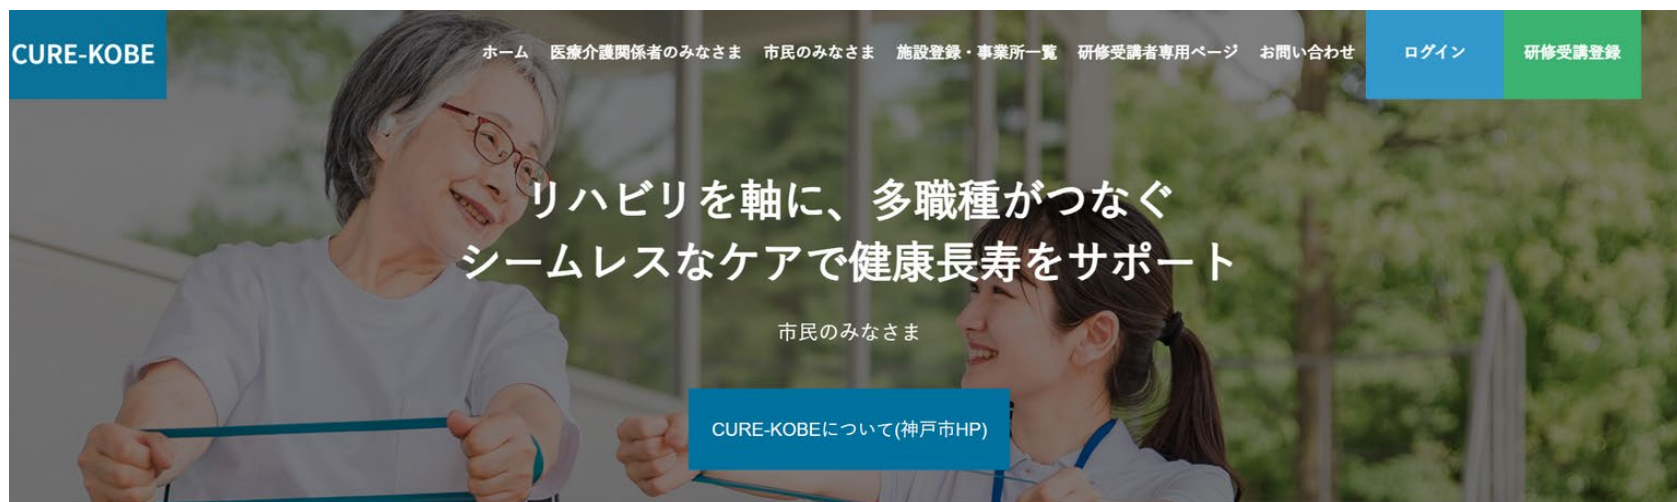 CURE-KOBE
ホーム 医療介護関係者のみなさま 市民のみなさま 施設登録・事業所一覧 研修受講者専用ページ お問い合わせ ログイン 研修受講登録
リハビリを軸に、多職種がつなぐ
シームレスなケアで健康長寿をサポート
市民のみなさま
CURE-KOBEについて(神戸市HP)